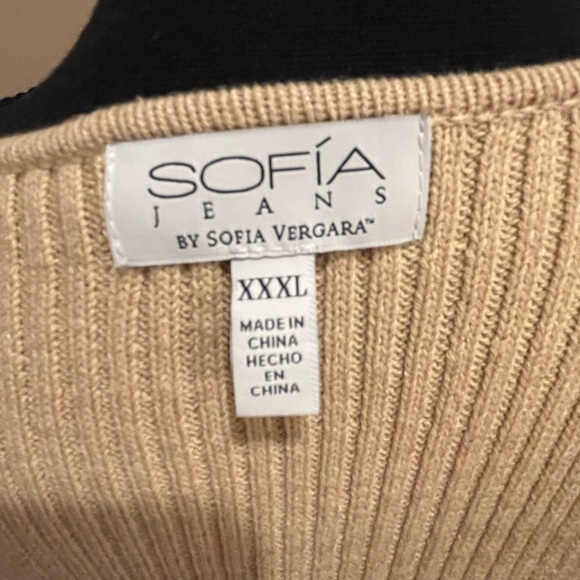 SOFÍA
JEANS
BY SOFIA VERGARA™
XXXL
MADE IN
CHINA
HECHO
EN
CHINA